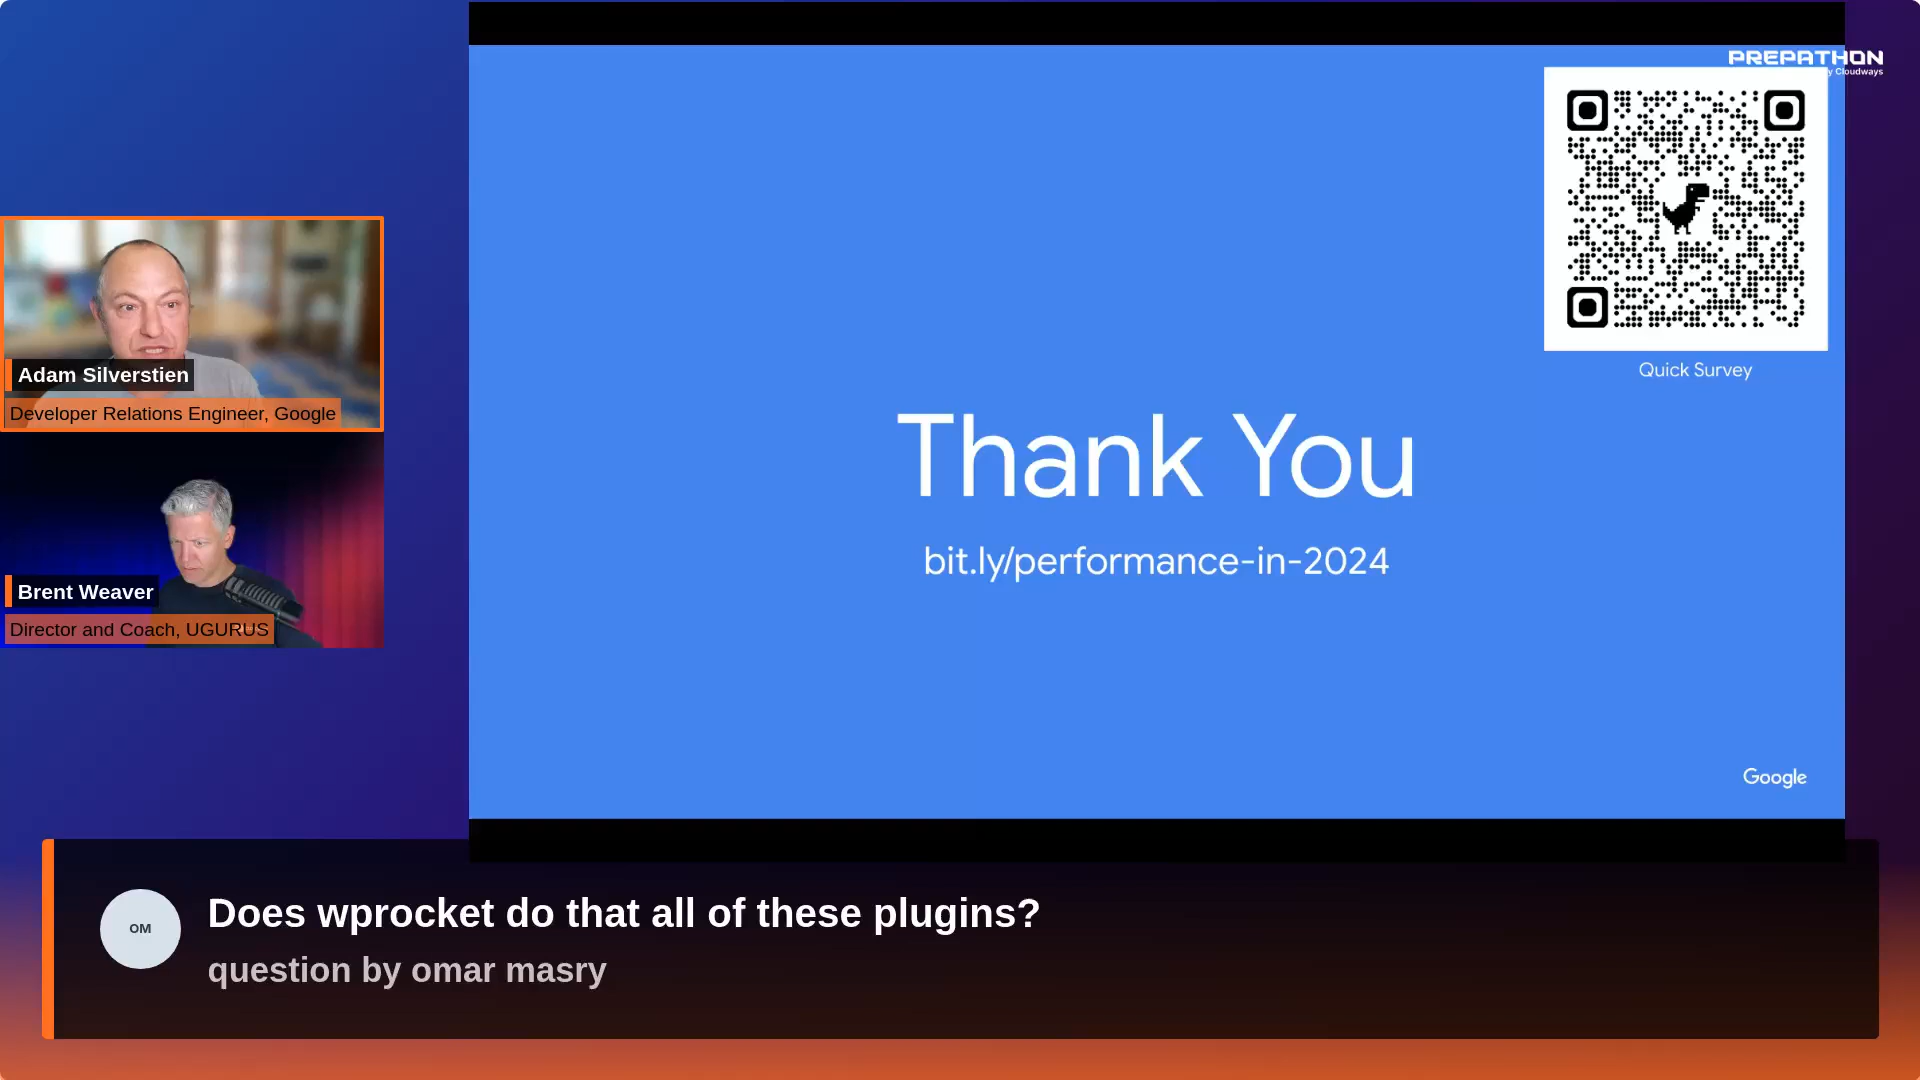 PREPATHON
y Cloudways
Quick Survey
Thank You
bit.ly/performance-in-2024
Google
Adam Silverstien
Developer Relations Engineer, Google
Brent Weaver
Director and Coach, UGURUS
OM
Does wprocket do that all of these plugins?
question by omar masry